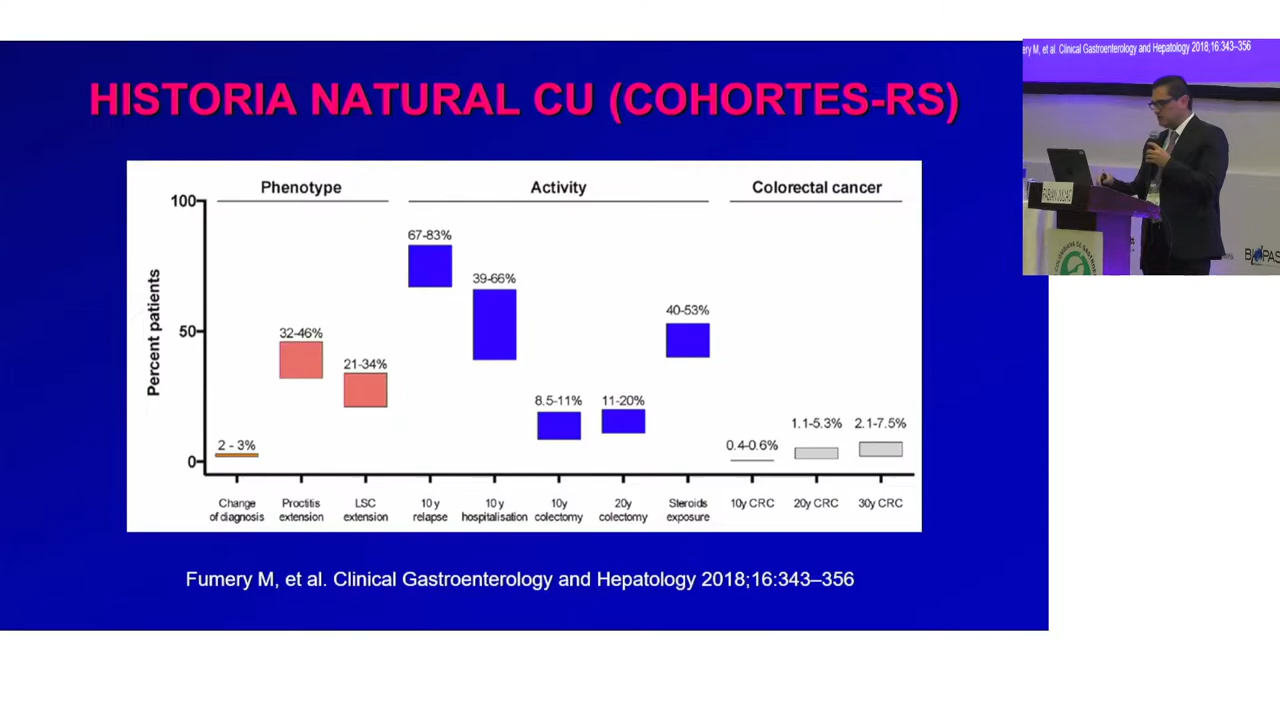 HISTORIA NATURAL CU (COHORTES-RS)
Phenotype
Activity
Colorectal cancer
Percent patients
100
50
0
2 - 3%
32-46%
21-34%
67-83%
39-66%
8.5-11%
11-20%
40-53%
0.4-0.6%
1.1-5.3%
2.1-7.5%
Change
of diagnosis
Proctitis
extension
LSC
extension
10 y
relapse
10 y
hospitalisation
10y
colectomy
20y
colectomy
Steroids
exposure
10y CRC
20y CRC
30y CRC
Fumery M, et al. Clinical Gastroenterology and Hepatology 2018;16:343–356
ery M, et al. Clinical Gastroenterology and Hepatology 2018;16:343–356